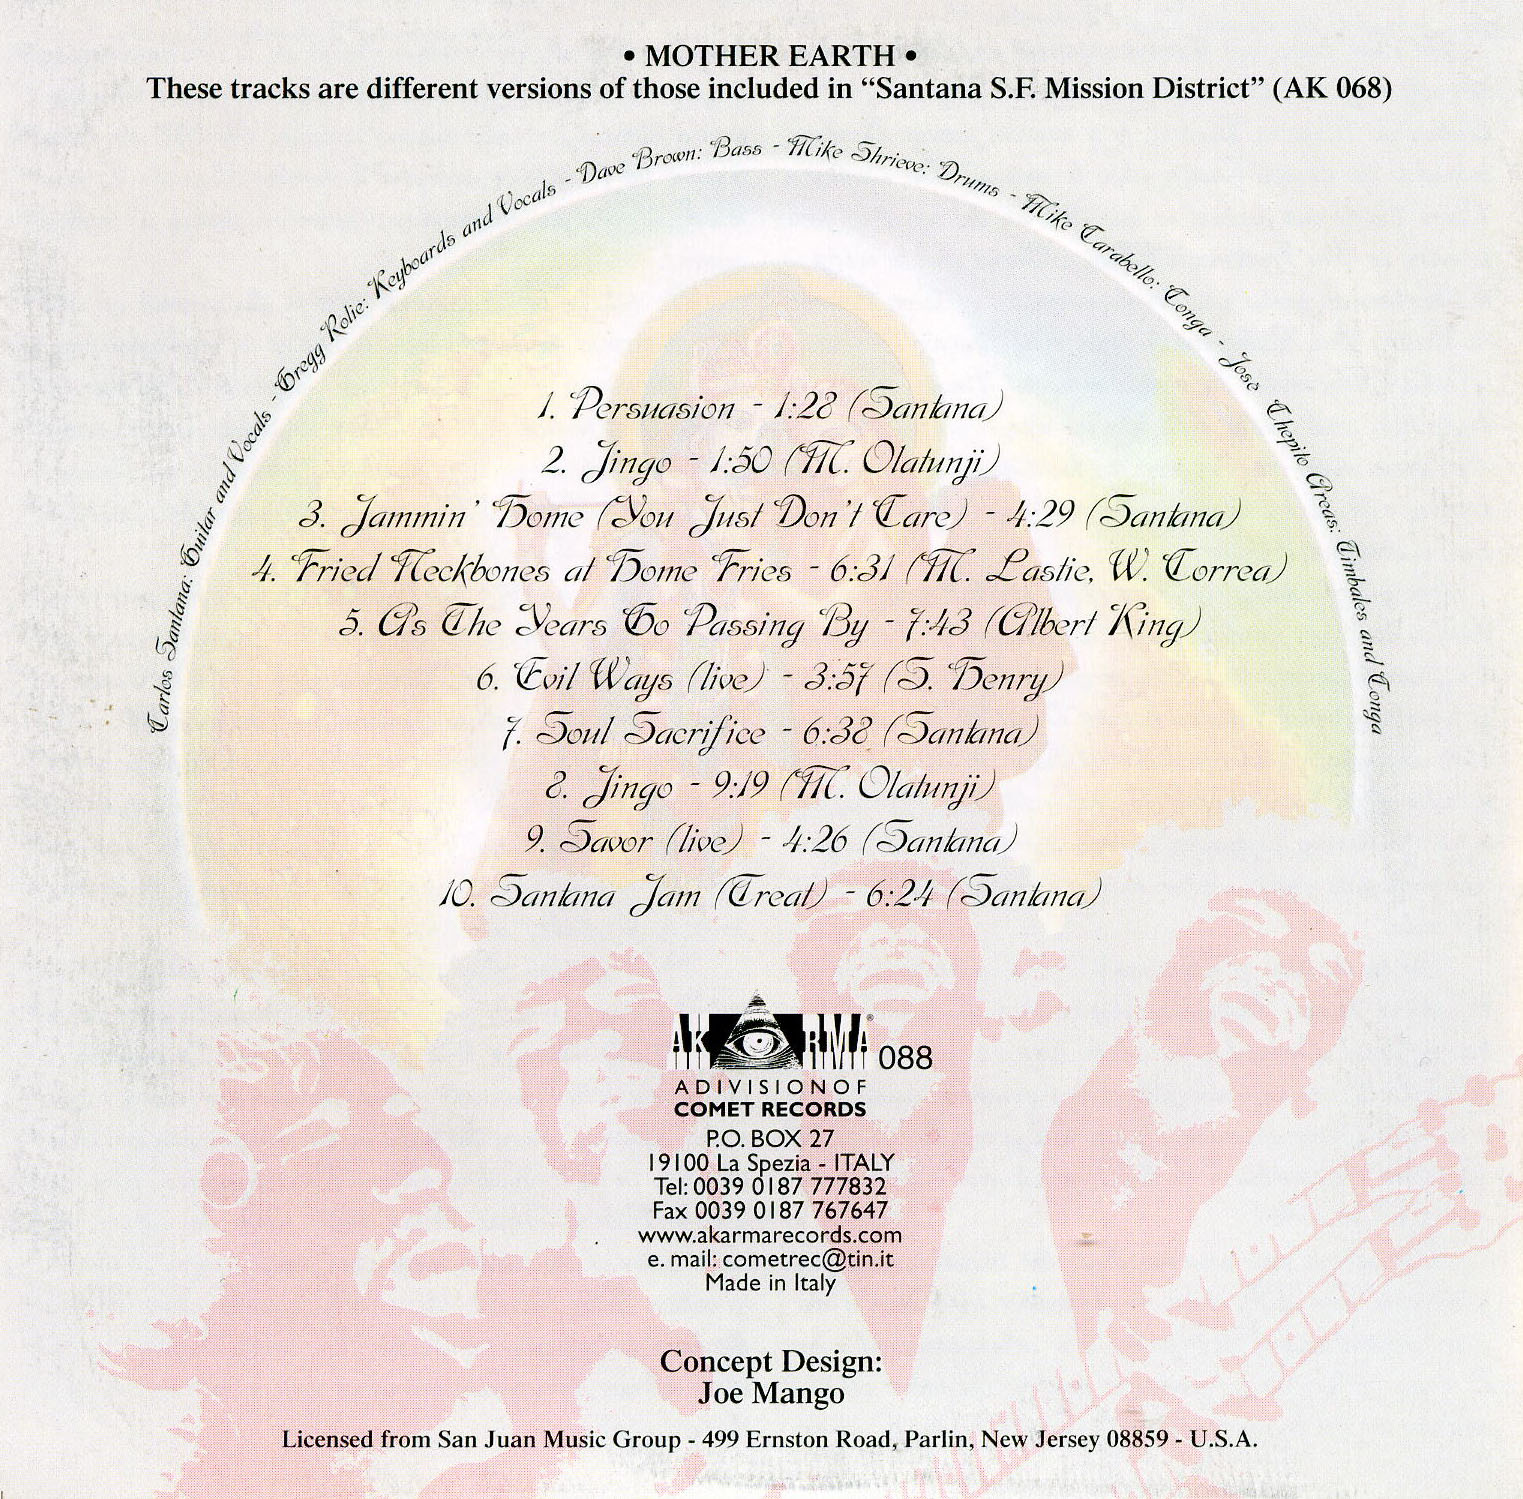 • MOTHER EARTH •
These tracks are different versions of those included in “Santana S.F. Mission District” (AK 068)
Carlos Santana: Guitar and Vocals - Gregg Rolie: Keyboards and Vocals - Dave Brown: Bass - Mike Shrieve: Drums - Mike Carabello: Conga - Josè Chepito Areas: Timbales and Conga
1. Persuasion - 1:28 (Santana)
2. Jingo - 1:50 (M. Olatunji)
3. Jammin' Home (You Just Don't Care) - 4:29 (Santana)
4. Fried Neckbones at Home Fries - 6:31 (M. Lastie, W. Correa)
5. As The Years Go Passing By - 7:43 (Albert King)
6. Evil Ways (live) - 3:57 (S. Henry)
7. Soul Sacrifice - 6:38 (Santana)
8. Jingo - 9:19 (M. Olatunji)
9. Savor (live) - 4:26 (Santana)
10. Santana Jam (Treat) - 6:24 (Santana)
AKARMA® 088
A DIVISION OF
COMET RECORDS
P.O. BOX 27
19100 La Spezia - ITALY
Tel: 0039 0187 777832
Fax 0039 0187 767647
www.akarmarecords.com
e. mail: cometrec@tin.it
Made in Italy
Concept Design:
Joe Mango
Licensed from San Juan Music Group - 499 Ernston Road, Parlin, New Jersey 08859 - U.S.A.